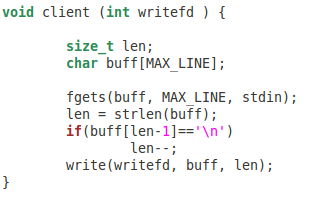 void client (int writefd ) {
size_t len;
char buff[MAX_LINE];
fgets(buff, MAX_LINE, stdin);
len = strlen(buff);
if(buff[len-1]=='\n')
len--;
write(writefd, buff, len);
}